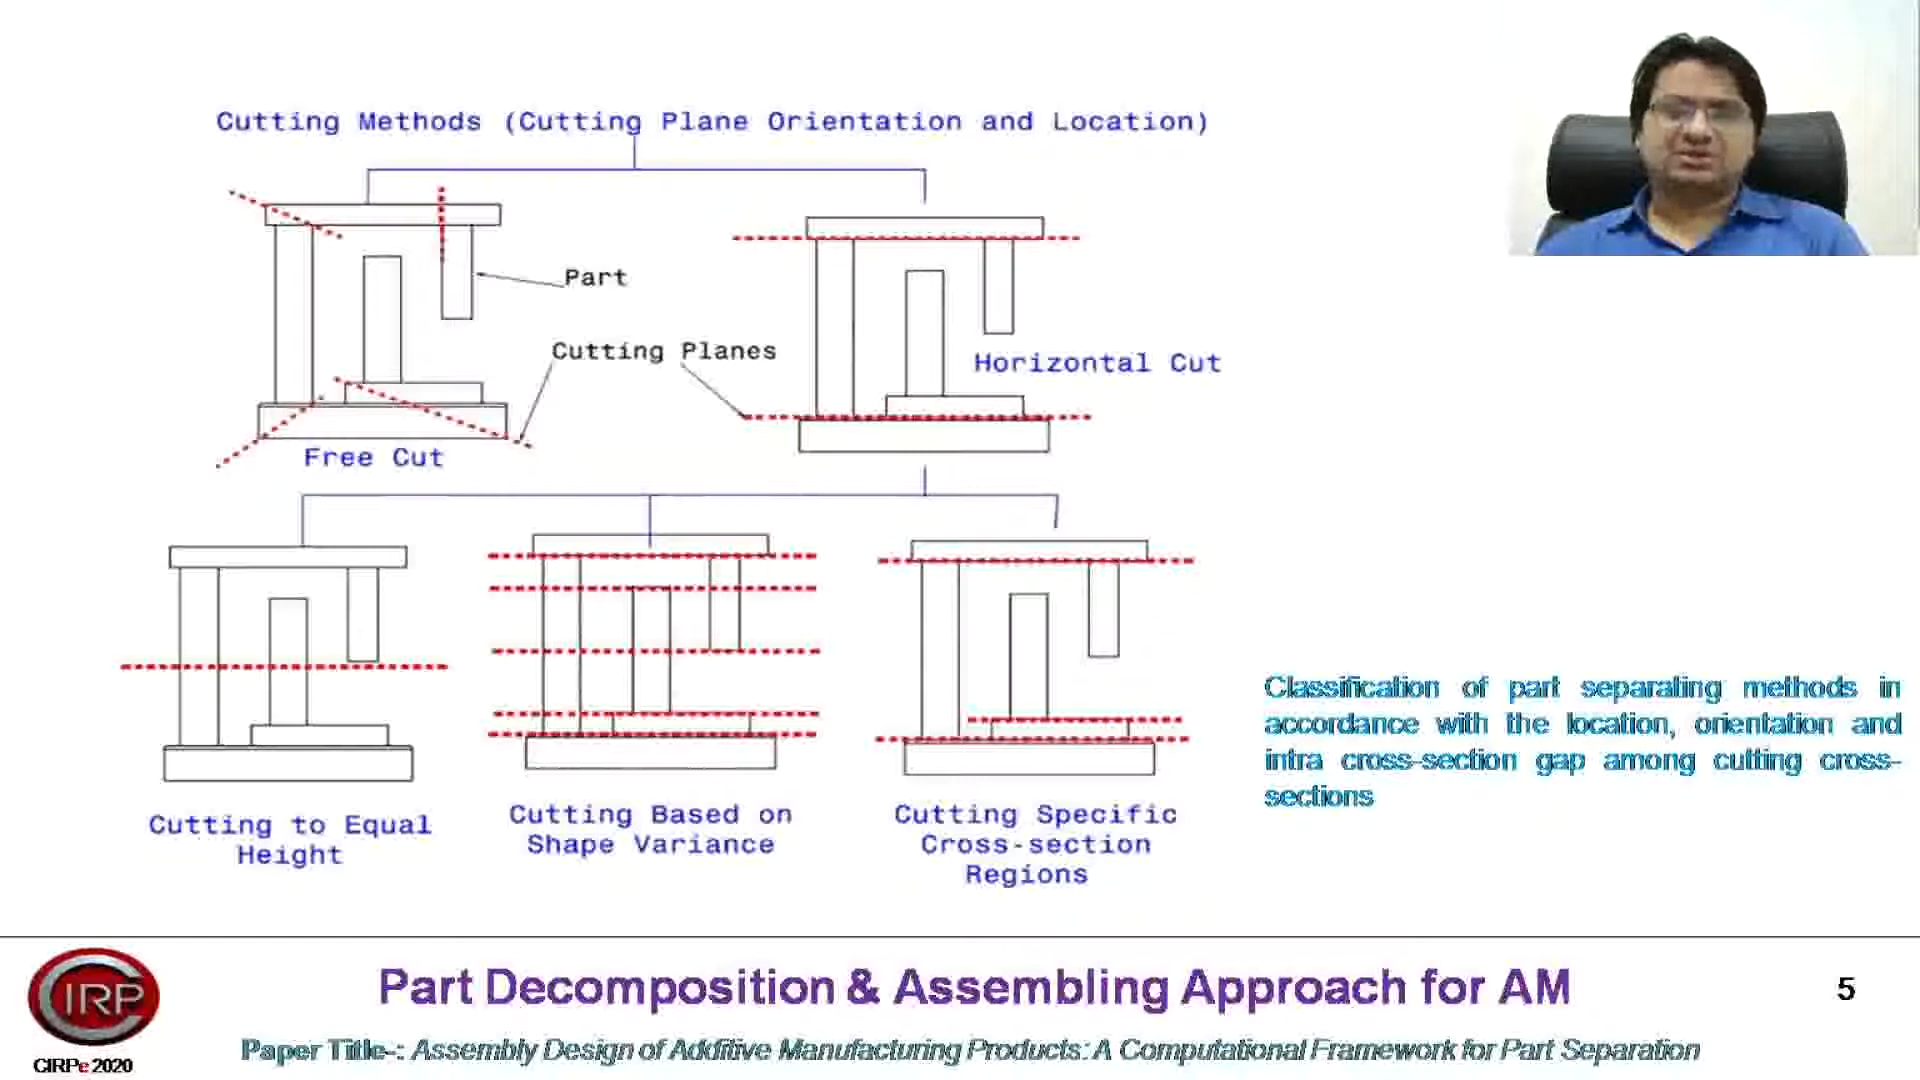 Cutting Methods (Cutting Plane Orientation and Location)
Part
Cutting Planes
Horizontal Cut
Free Cut
Cutting to Equal
Height
Cutting Based on
Shape Variance
Cutting Specific
Cross-section
Regions
Classification of part separating methods in
accordance with the location, orientation and
intra cross-section gap among cutting cross-
sections
CIRP
CIRPe 2020
Part Decomposition & Assembling Approach for AM
5
Paper Title-: Assembly Design of Additive Manufacturing Products: A Computational Framework for Part Separation